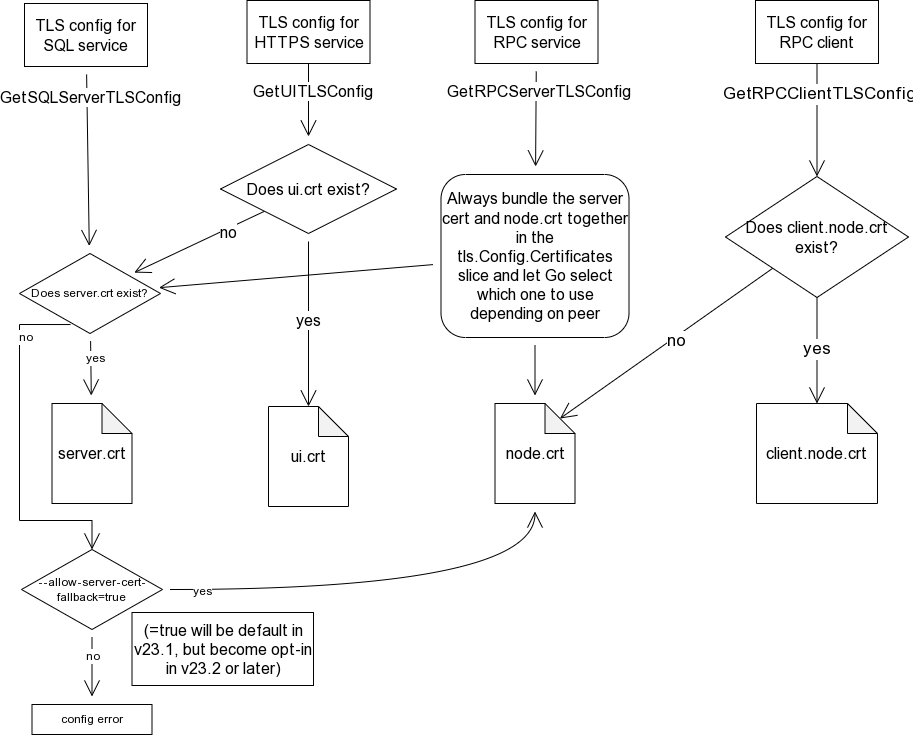 TLS config for
SQL service
TLS config for
HTTPS service
TLS config for
RPC service
TLS config for
RPC client
GetSQLServerTLSConfig
GetUITLSConfig
GetRPCServerTLSConfig
GetRPCClientTLSConfig
Does ui.crt exist?
Always bundle the server
cert and node.crt together
in the
tls.Config.Certificates
slice and let Go select
which one to use
depending on peer
Does client.node.crt
exist?
no
Does server.crt exist?
yes
no
no
yes
yes
server.crt
ui.crt
node.crt
client.node.crt
--allow-server-cert-
fallback=true
yes
(=true will be default in
v23.1, but become opt-in
in v23.2 or later)
no
config error